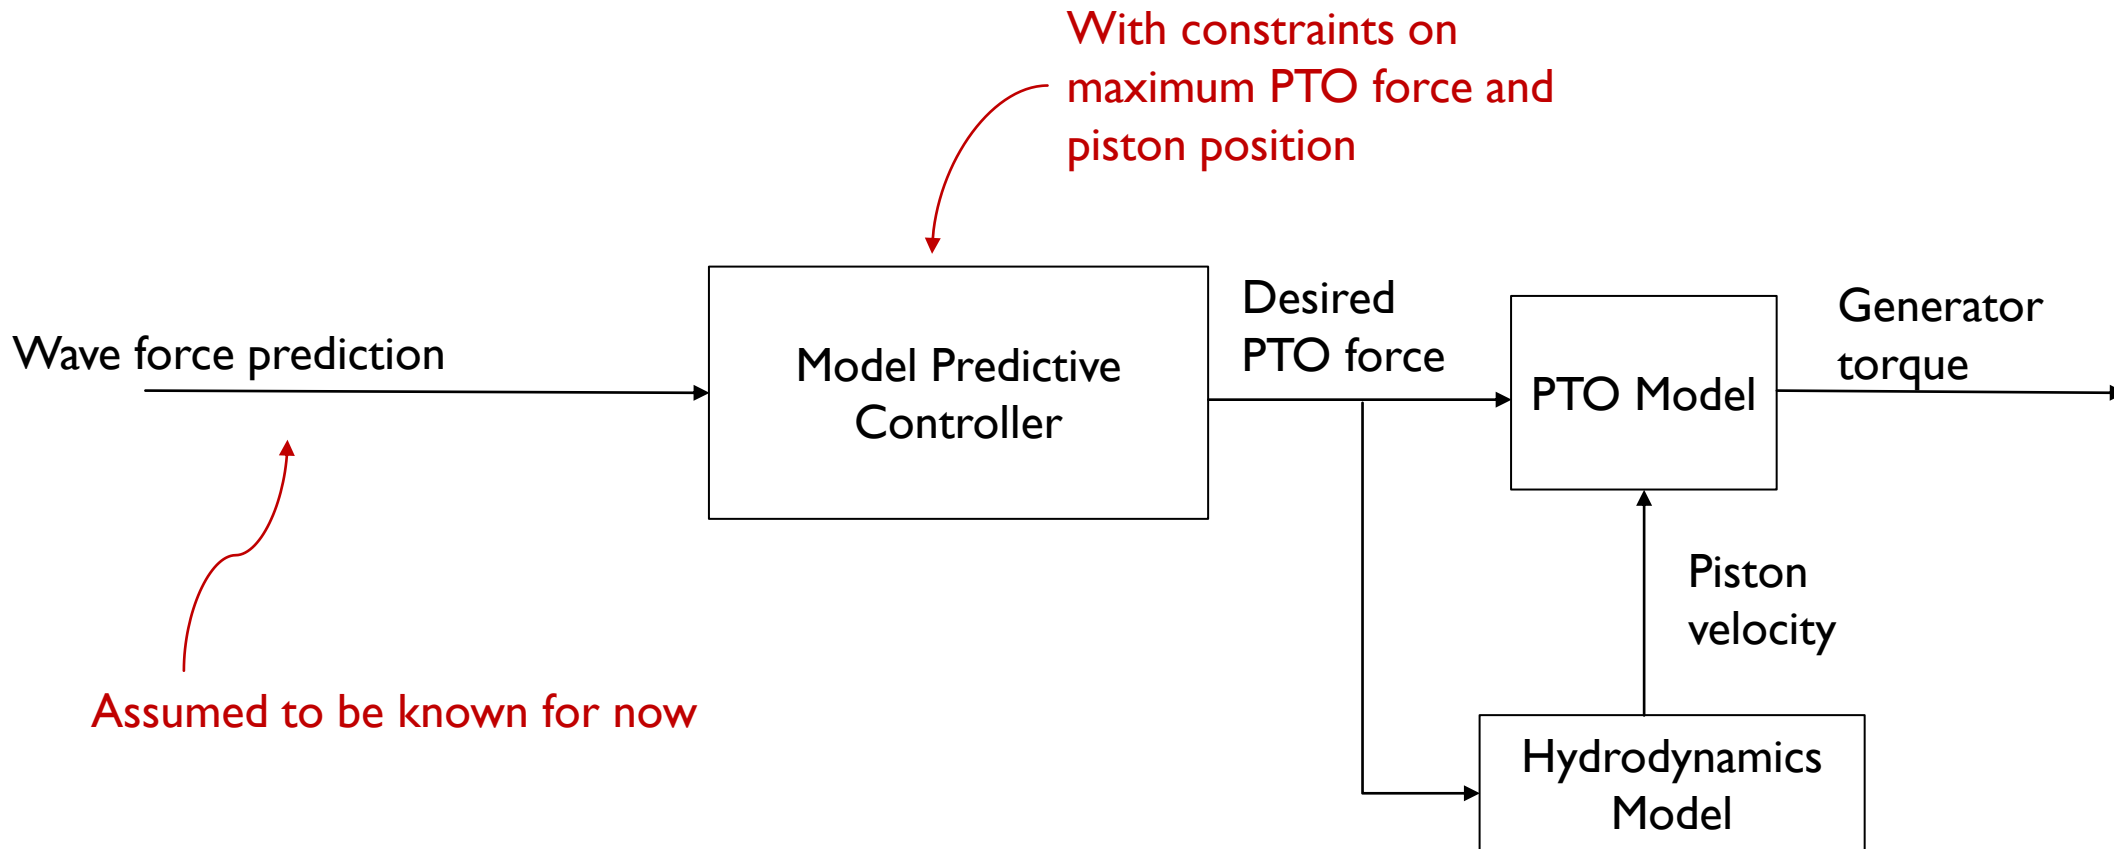 With constraints on
maximum PTO force and
piston position
Wave force prediction
Model Predictive
Controller
Desired
PTO force
PTO Model
Generator
torque
Piston
velocity
Assumed to be known for now
Hydrodynamics
Model